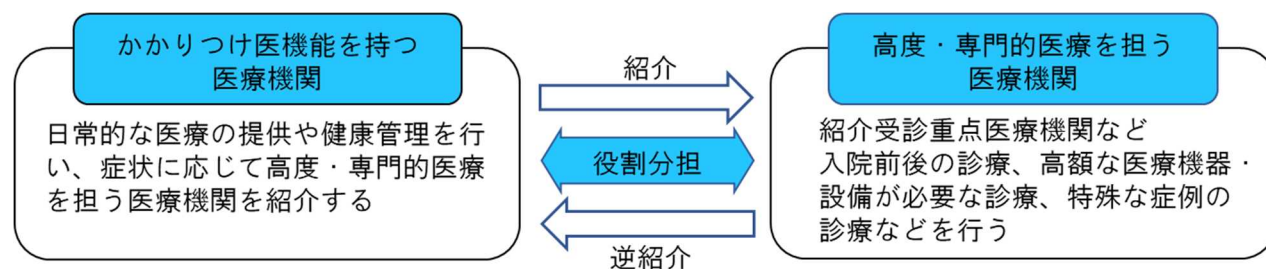 かかりつけ医機能を持つ
医療機関
日常的な医療の提供や健康管理を行
い、症状に応じて高度・専門的医療
を担う医療機関を紹介する
紹介
役割分担
逆紹介
高度・専門的医療を担う
医療機関
紹介受診重点医療機関など
入院前後の診療、高額な医療機器・
設備が必要な診療、特殊な症例の
診療などを行う